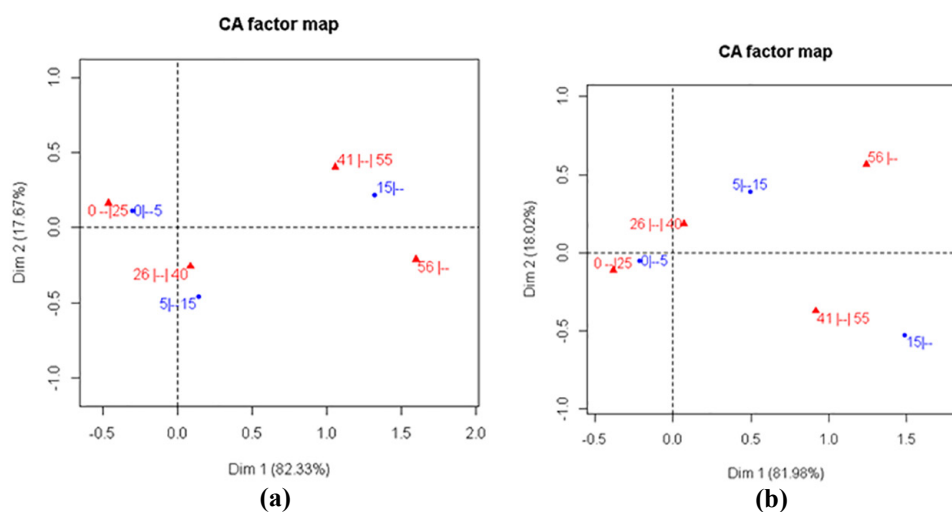 CA factor map
1.0
0.5
0.0
-0.5
-1.0
Dim 2 (17.67%)
41 |--| 55
15|--
0 --|25
0|--5
26 |--| 40
56 |--
5|--15
-0.5 0.0 0.5 1.0 1.5 2.0
Dim 1 (82.33%)
(a)
CA factor map
1.0
0.5
0.0
-0.5
-1.0
Dim 2 (18.02%)
56 |--
5|--15
26 |--| 40
0 --|25
0|--5
41 |--| 55
15|--
-0.5 0.0 0.5 1.0 1.5
Dim 1 (81.98%)
(b)